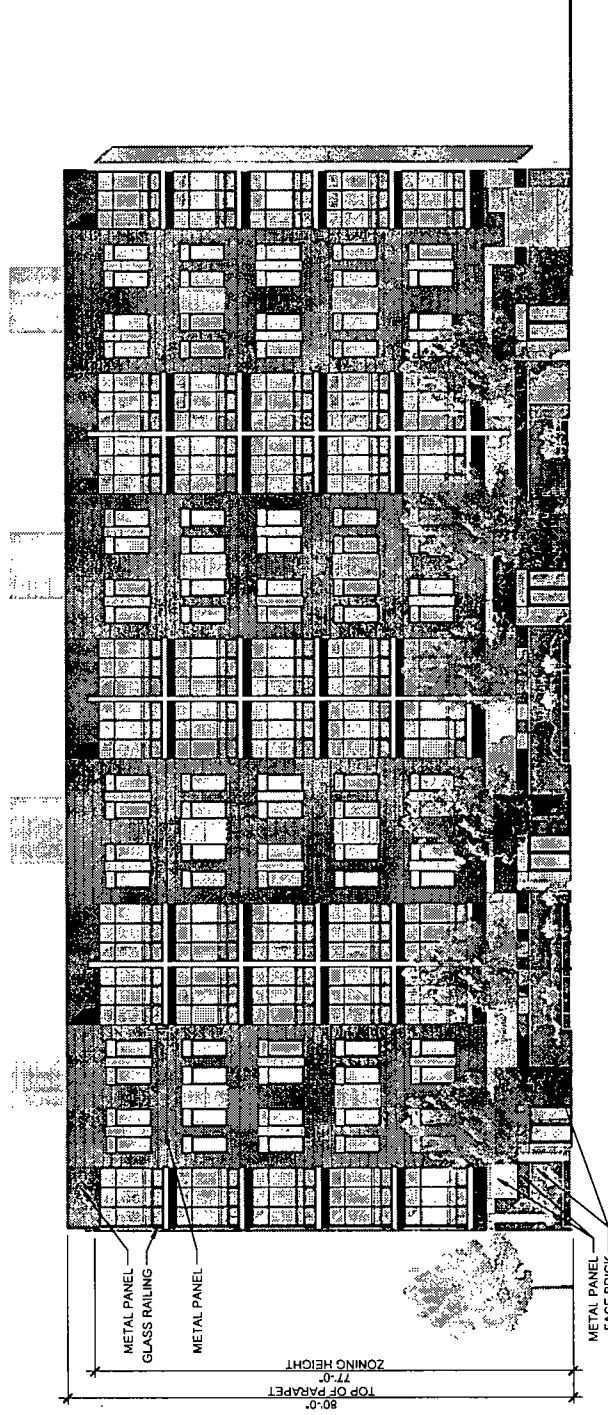 METAL PANEL
GLASS RAILING
METAL PANEL
80'-0"
TOP OF PARAPET
77'-0"
ZONING HEIGHT
METAL PANEL
FACE BRICK